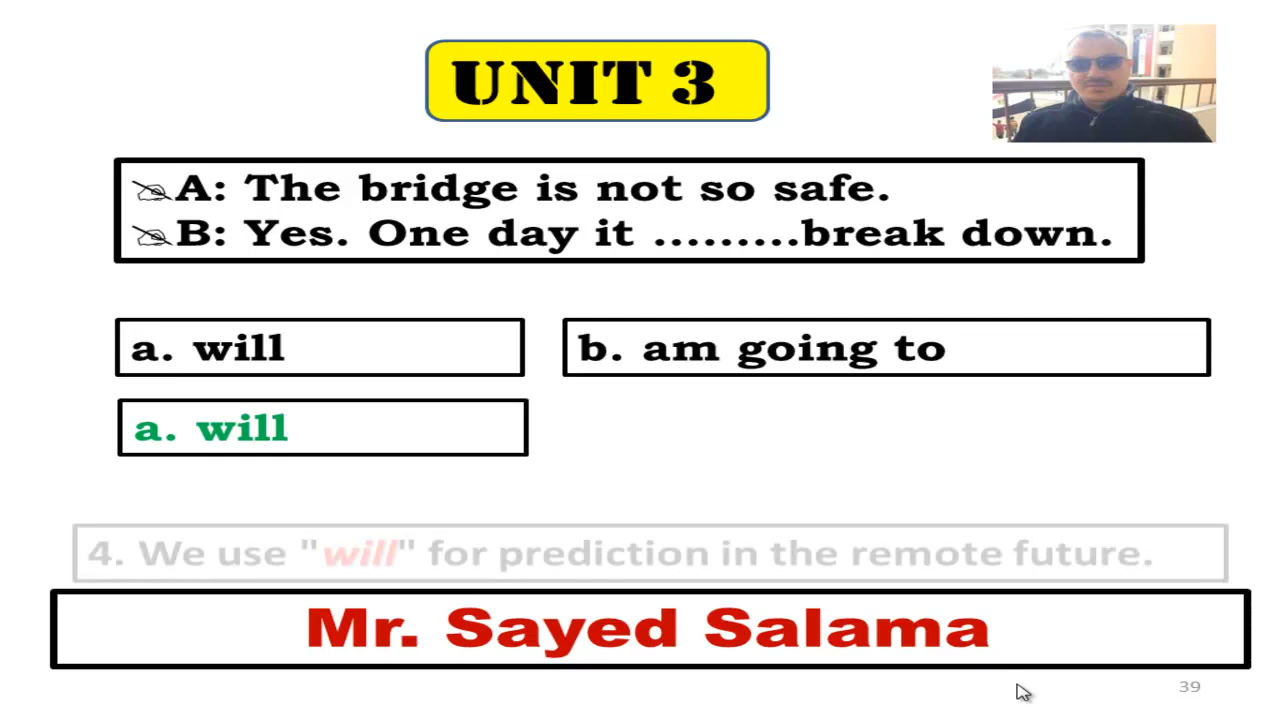 UNIT 3
A: The bridge is not so safe.
B: Yes. One day it .........break down.
a. will
b. am going to
a. will
4. We use "will" for prediction in the remote future.
Mr. Sayed Salama
39